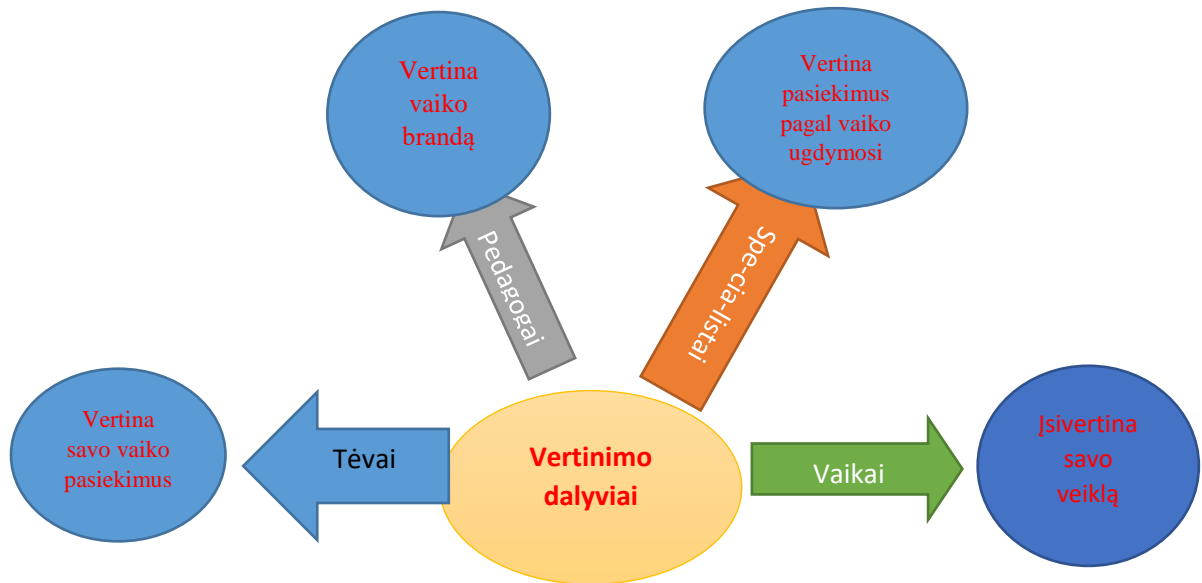 Vertina
vaiko
brandą
Vertina
pasiekimus
pagal vaiko
ugdymosi
Pedagogai
Spe-cia-listai
Vertina
savo vaiko
pasiekimus
Tėvai
Vertinimo
dalyviai
Vaikai
Įsivertina
savo
veiklą